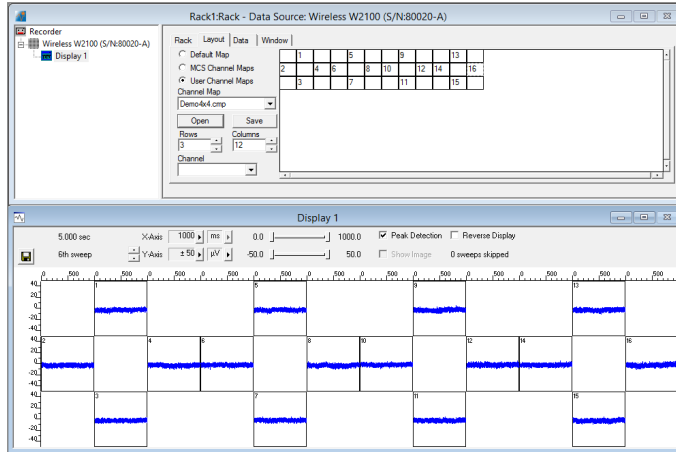 Rack1:Rack - Data Source: Wireless W2100 (S/N:80020-A)
Recorder
Wireless W2100 (S/N:80020-A)
Display 1
Rack Layout Data Window
Default Map
MCS Channel Maps
User Channel Maps
Channel Map
Demo4x4.cmp
Open Save
Rows Columns
3 12
Channel
1 5 9 13
2 4 6 8 10 12 14 16
3 7 11 15
Display 1
5.000 sec X-Axis 1000 ms 0.0 1000.0 Peak Detection Reverse Display
6th sweep Y-Axis ± 50 µV -50.0 50.0 Show Image 0 sweeps skipped
0 500 0 500 0 500 0 500 0 500 0 500 0 500 0 500 0 500 0 500 0 500 0 500
40 1 5 9 13
20
0
-20
-40
40 2 4 6 8 10 12 14 16
20
0
-20
-40
40 3 7 11 15
20
0
-20
-40